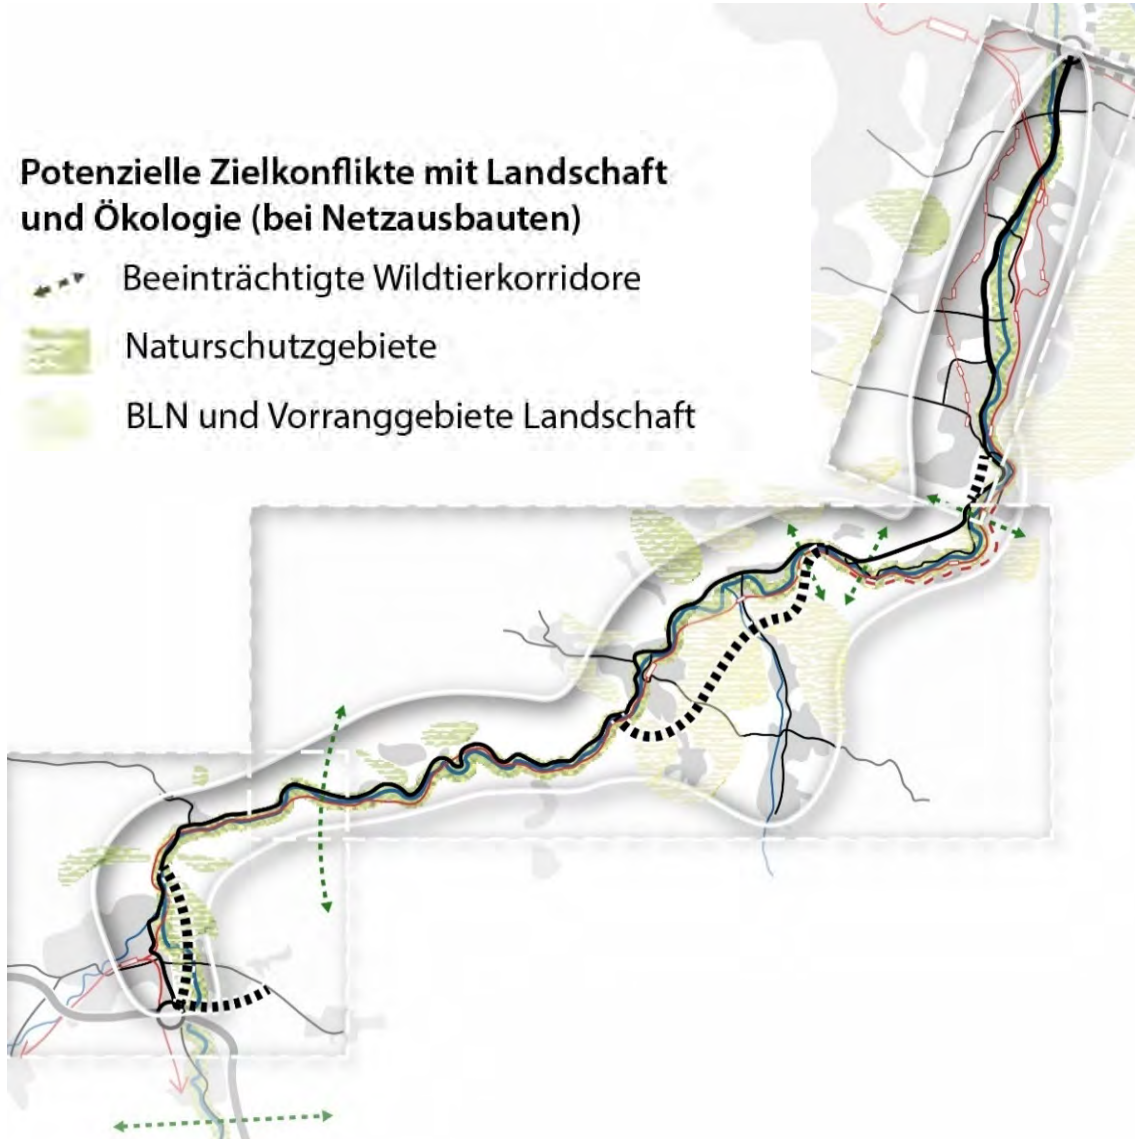 Potenzielle Zielkonflikte mit Landschaft
und Ökologie (bei Netzausbauten)
Beeinträchtigte Wildtierkorridore
Naturschutzgebiete
BLN und Vorranggebiete Landschaft